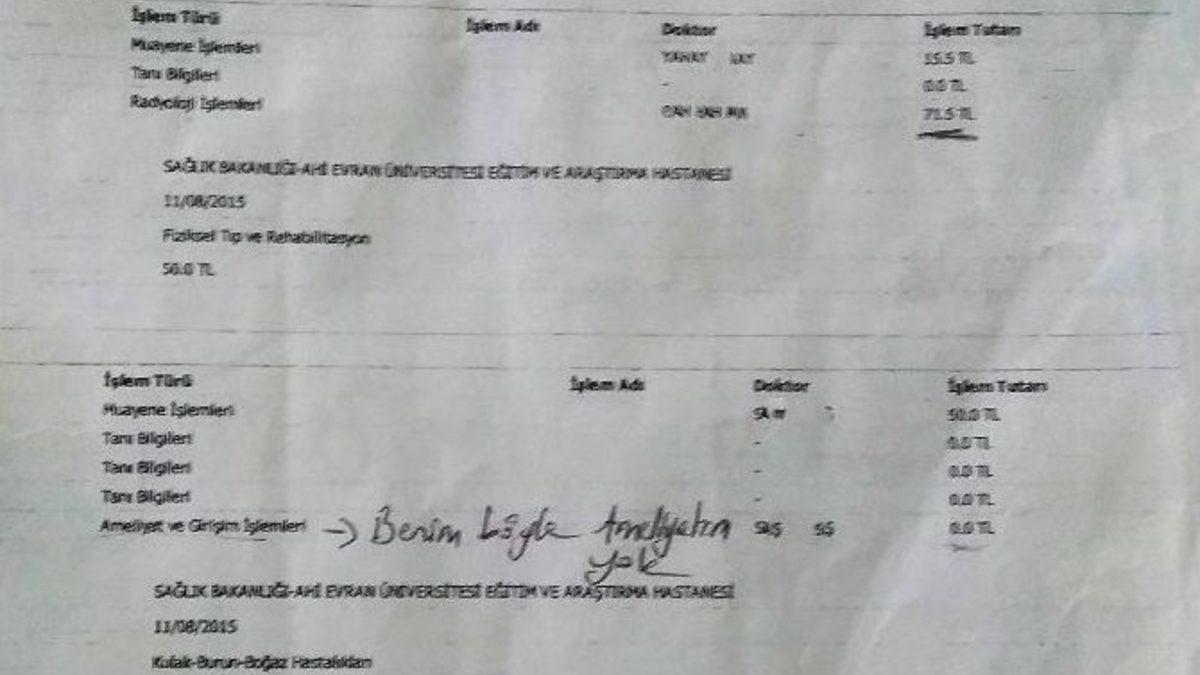 İşlem Türü İşlem Adı Doktor İşlem Tutarı
Muayene İşlemleri 15.5 TL
Tanı Bilgileri - 0.0 TL
Radyoloji İşlemleri 71.5 TL
SAĞLIK BAKANLIĞI-AHİ EVRAN ÜNİVERSİTESİ EĞİTİM VE ARAŞTIRMA HASTANESİ
11/08/2015
Fiziksel Tıp ve Rehabilitasyon
50.0 TL
İşlem Türü İşlem Adı Doktor İşlem Tutarı
Muayene İşlemleri 50.0 TL
Tanı Bilgileri - 0.0 TL
Tanı Bilgileri - 0.0 TL
Tanı Bilgileri - 0.0 TL
Ameliyat ve Girişim İşlemleri → Benim böyle Ameliyatım 0.0 TL
yok
SAĞLIK BAKANLIĞI-AHİ EVRAN ÜNİVERSİTESİ EĞİTİM VE ARAŞTIRMA HASTANESİ
11/08/2015
Kulak-Burun-Boğaz Hastalıkları